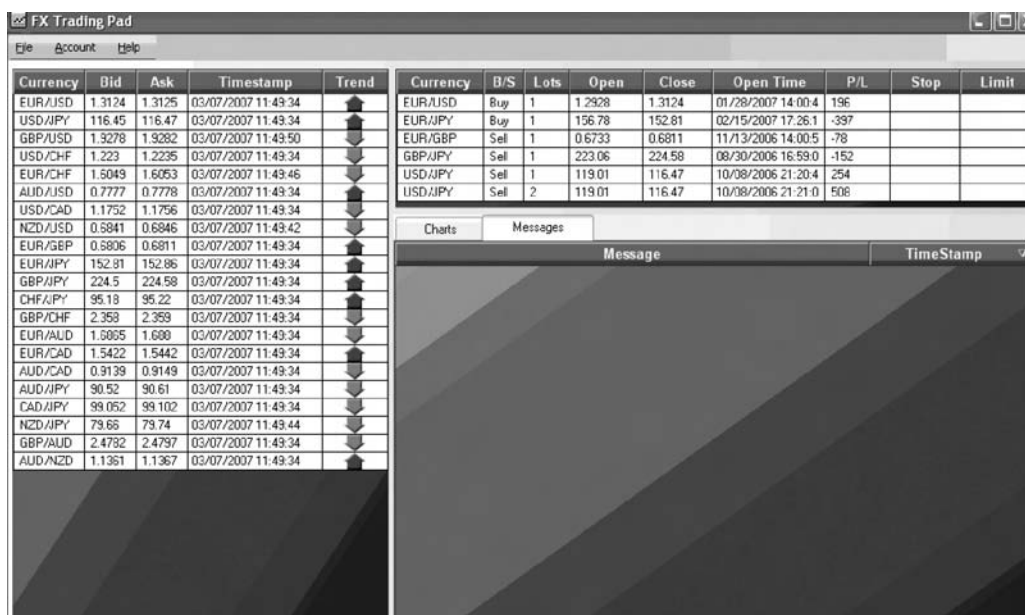 FX Trading Pad
File Account Help
Currency Bid Ask Timestamp Trend
EUR/USD 1.3124 1.3125 03/07/2007 11:49:34
USD/JPY 116.45 116.47 03/07/2007 11:49:34
GBP/USD 1.9278 1.9282 03/07/2007 11:49:50
USD/CHF 1.223 1.2235 03/07/2007 11:49:34
EUR/CHF 1.6049 1.6053 03/07/2007 11:49:46
AUD/USD 0.7777 0.7778 03/07/2007 11:49:34
USD/CAD 1.1752 1.1756 03/07/2007 11:49:34
NZD/USD 0.6841 0.6846 03/07/2007 11:49:42
EUR/GBP 0.6806 0.6811 03/07/2007 11:49:34
EUR/JPY 152.81 152.86 03/07/2007 11:49:34
GBP/JPY 224.5 224.58 03/07/2007 11:49:34
CHF/JPY 95.18 95.22 03/07/2007 11:49:34
GBP/CHF 2.358 2.359 03/07/2007 11:49:34
EUR/AUD 1.6865 1.688 03/07/2007 11:49:34
EUR/CAD 1.5422 1.5442 03/07/2007 11:49:34
AUD/CAD 0.9139 0.9149 03/07/2007 11:49:34
AUD/JPY 90.52 90.61 03/07/2007 11:49:34
CAD/JPY 99.052 99.102 03/07/2007 11:49:34
NZD/JPY 79.66 79.74 03/07/2007 11:49:44
GBP/AUD 2.4782 2.4797 03/07/2007 11:49:34
AUD/NZD 1.1361 1.1367 03/07/2007 11:49:34
Currency B/S Lots Open Close Open Time P/L Stop Limit
EUR/USD Buy 1 1.2928 1.3124 01/28/2007 14:00:4 196
EUR/JPY Buy 1 156.78 152.81 02/15/2007 17:26:1 -397
EUR/GBP Sell 1 0.6733 0.6811 11/13/2006 14:00:5 -78
GBP/JPY Sell 1 223.06 224.58 08/30/2006 16:59:0 -152
USD/JPY Sell 1 119.01 116.47 10/08/2006 21:20:4 254
USD/JPY Sell 2 119.01 116.47 10/08/2006 21:21:0 508
Charts Messages
Message TimeStamp